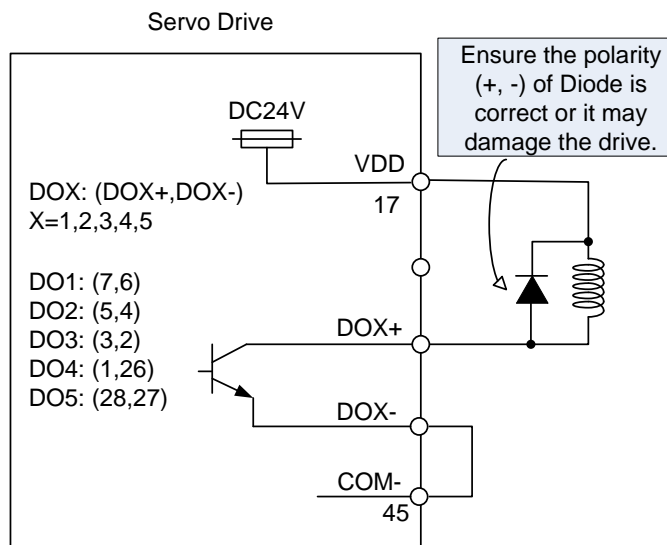 Servo Drive
Ensure the polarity
(+, -) of Diode is
correct or it may
damage the drive.
DC24V
VDD
17
DOX: (DOX+,DOX-)
X=1,2,3,4,5
DO1: (7,6)
DO2: (5,4)
DO3: (3,2)
DO4: (1,26)
DO5: (28,27)
DOX+
DOX-
COM-
45